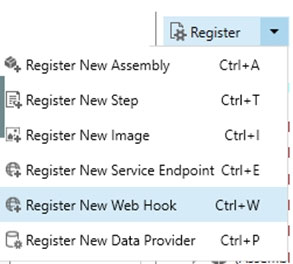 Register
Register New Assembly Ctrl+A
Register New Step Ctrl+T
Register New Image Ctrl+I
Register New Service Endpoint Ctrl+E
Register New Web Hook Ctrl+W
Register New Data Provider Ctrl+P